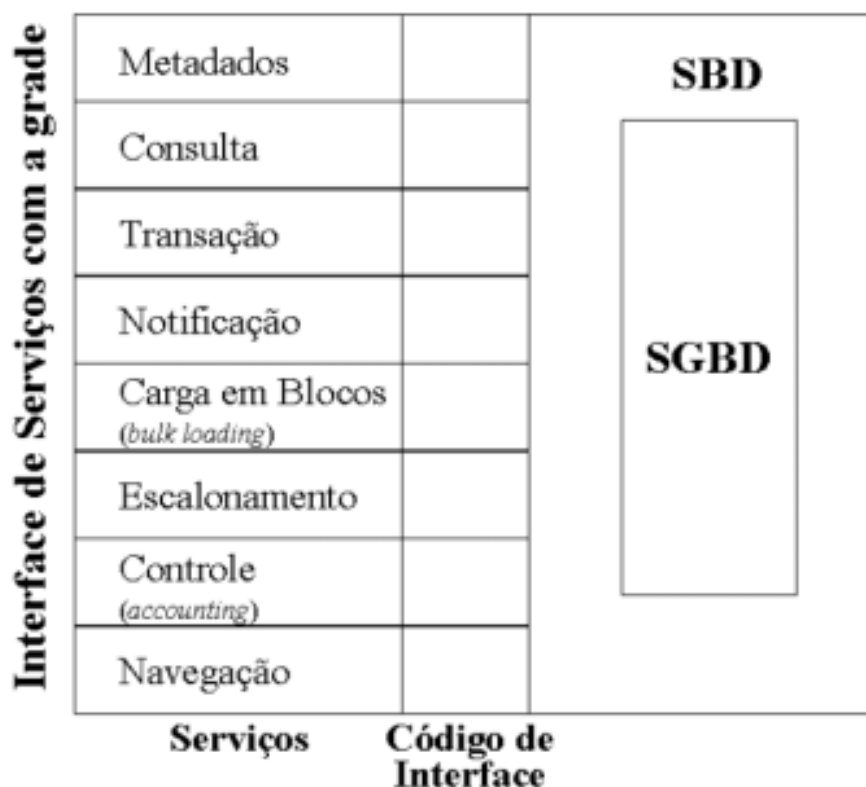 Interface de Serviços com a grade
Metadados
Consulta
Transação
Notificação
Carga em Blocos
(bulk loading)
Escalonamento
Controle
(accounting)
Navegação
SBD
SGBD
Serviços
Código de
Interface